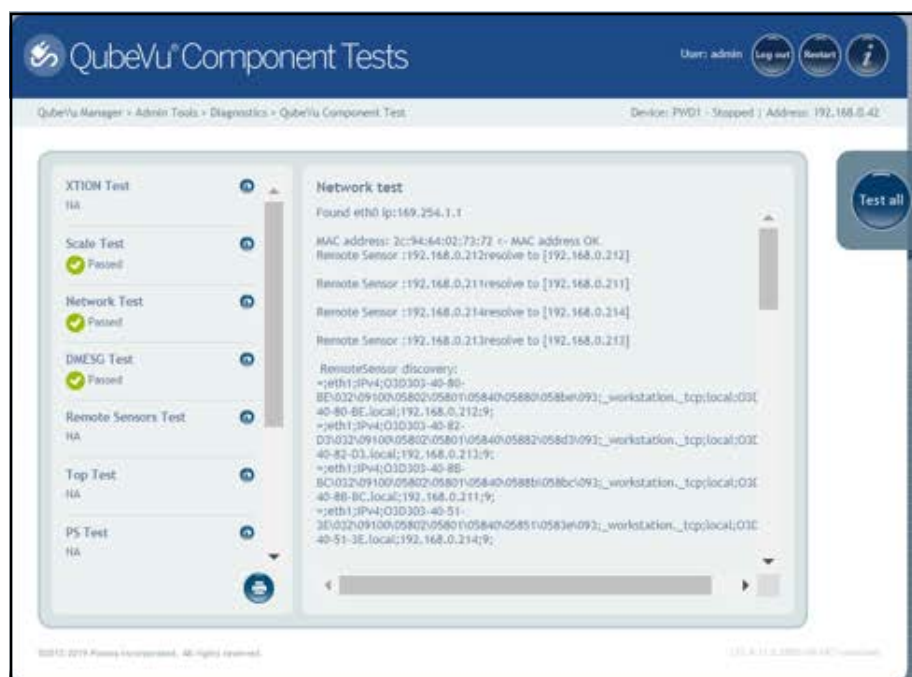 QubeVu® Component Tests
User: admin
Log out
Restart
i
QubeVu Manager > Admin Tools > Diagnostics > QubeVu Component Test
Device: PWD1 - Stopped | Address: 192.168.0.42
XTION Test
NA
Scale Test
Passed
Network Test
Passed
DMESG Test
Passed
Remote Sensors Test
NA
Top Test
NA
PS Test
NA
Network test
Found eth0 ip:169.254.1.1
MAC address: 2c:94:64:02:73:72 <- MAC address OK.
Remote Sensor :192.168.0.212resolve to [192.168.0.212]
Remote Sensor :192.168.0.211resolve to [192.168.0.211]
Remote Sensor :192.168.0.214resolve to [192.168.0.214]
Remote Sensor :192.168.0.213resolve to [192.168.0.213]
RemoteSensor discovery:
=;eth1;IPv4;O3D303-40-80-
BE\032\09100\05802\05801\05840\05880\058be\093;_workstation._tcp;local;O3D
40-80-BE.local;192.168.0.212;9;
=;eth1;IPv4;O3D303-40-82-
D3\032\09100\05802\05801\05840\05882\058d3\093;_workstation._tcp;local;O3D
40-82-D3.local;192.168.0.213;9;
=;eth1;IPv4;O3D303-40-8B-
BC\032\09100\05802\05801\05840\0588b\058bc\093;_workstation._tcp;local;O3D
40-8B-BC.local;192.168.0.211;9;
=;eth1;IPv4;O3D303-40-51-
3E\032\09100\05802\05801\05840\05851\0583e\093;_workstation._tcp;local;O3D
40-51-3E.local;192.168.0.214;9;
Test all
©2012-2019 Postea Incorporated. All rights reserved.